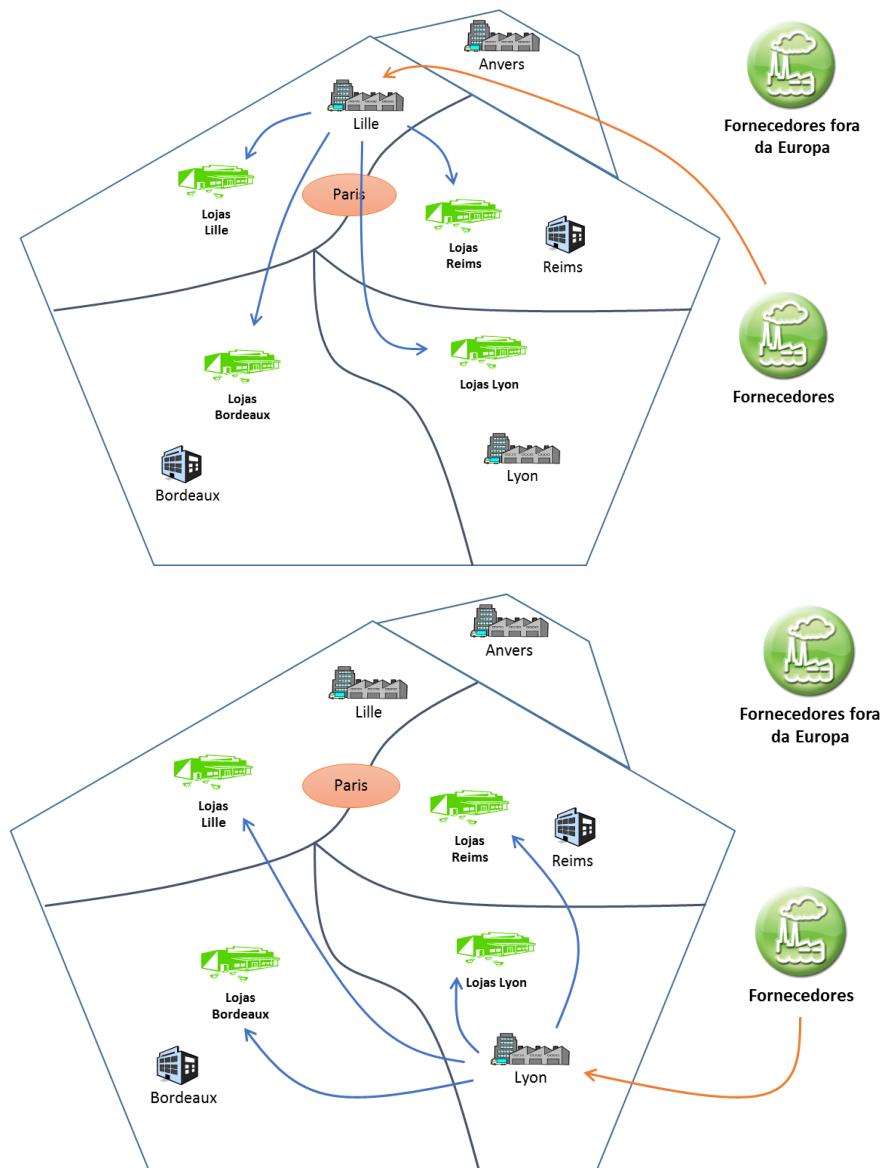 Anvers
Lille
Fornecedores fora
da Europa
Paris
Lojas
Lille
Lojas
Reims
Reims
Lojas
Bordeaux
Lojas Lyon
Fornecedores
Bordeaux
Lyon
Anvers
Lille
Fornecedores fora
da Europa
Paris
Lojas
Lille
Lojas
Reims
Reims
Lojas
Bordeaux
Lojas Lyon
Fornecedores
Bordeaux
Lyon